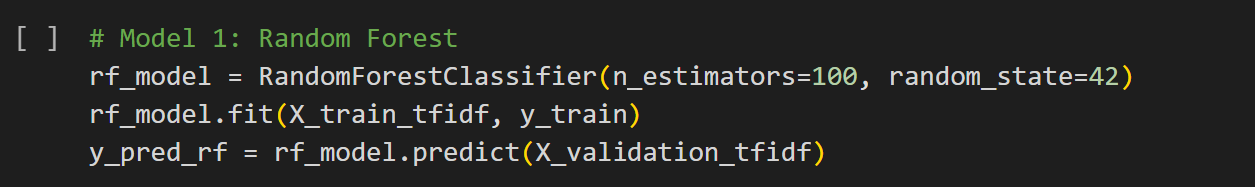 [ ] # Model 1: Random Forest
rf_model = RandomForestClassifier(n_estimators=100, random_state=42)
rf_model.fit(X_train_tfidf, y_train)
y_pred_rf = rf_model.predict(X_validation_tfidf)